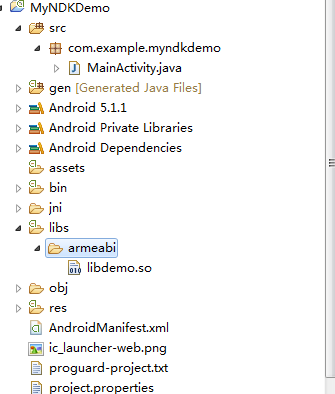 MyNDKDemo
src
com.example.myndkdemo
MainActivity.java
gen [Generated Java Files]
Android 5.1.1
Android Private Libraries
Android Dependencies
assets
bin
jni
libs
armeabi
libdemo.so
obj
res
AndroidManifest.xml
ic_launcher-web.png
proguard-project.txt
project.properties